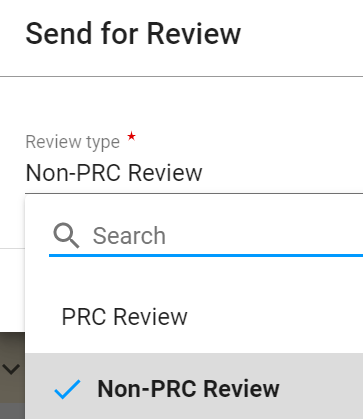 Send for Review
Review type *
Non-PRC Review
Search
PRC Review
Non-PRC Review